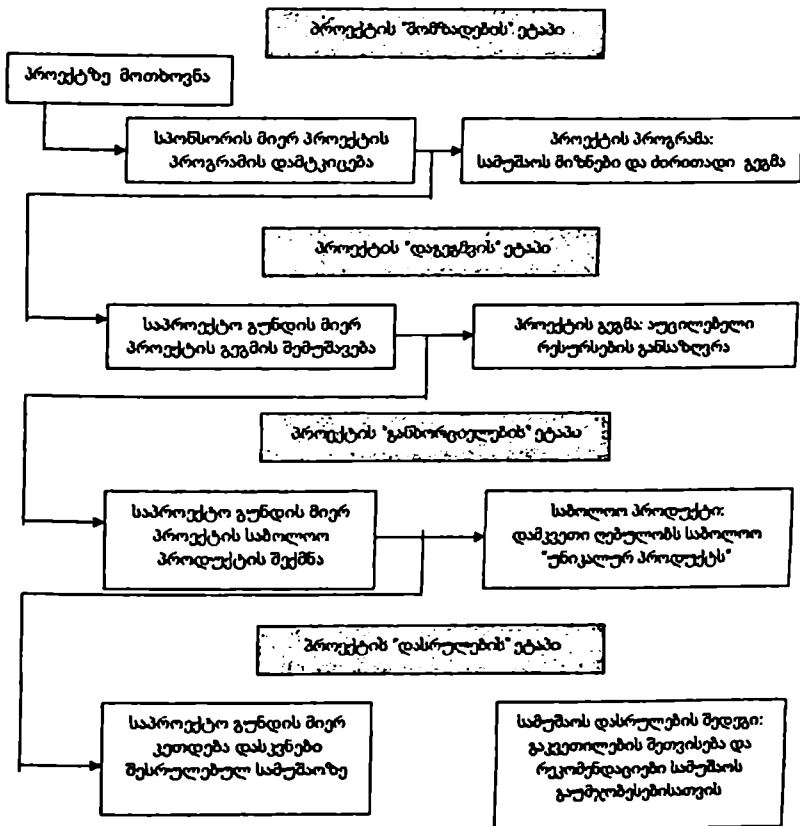 პროექტის "მომზადების" ეტაპი
პროექტზე მოთხოვნა
სპონსორის მიერ პროექტის
პროგრამის დამტკიცება
პროექტის პროგრამა:
სამუშაოს მიზნები და ძირითადი გეგმა
პროექტის "დაგეგმვის" ეტაპი
საპროექტო გუნდის მიერ
პროექტის გეგმის შემუშავება
პროექტის გეგმა: აუცილებელი
რესურსების განსაზღვრა
პროექტის "განხორციელების" ეტაპი
საპროექტო გუნდის მიერ
პროექტის საბოლოო
პროდუქტის შექმნა
საბოლოო პროდუქტი:
დამკვეთი ღებულობს საბოლოო
"უნიკალურ პროდუქტს"
პროექტის "დასრულების" ეტაპი
საპროექტო გუნდის მიერ
კეთდება დასკვნები
შესრულებულ სამუშაოზე
სამუშაოს დასრულების შედეგი:
გაკვეთილების შეთვისება და
რეკომენდაციები სამუშაოს
გაუმჯობესებისათვის